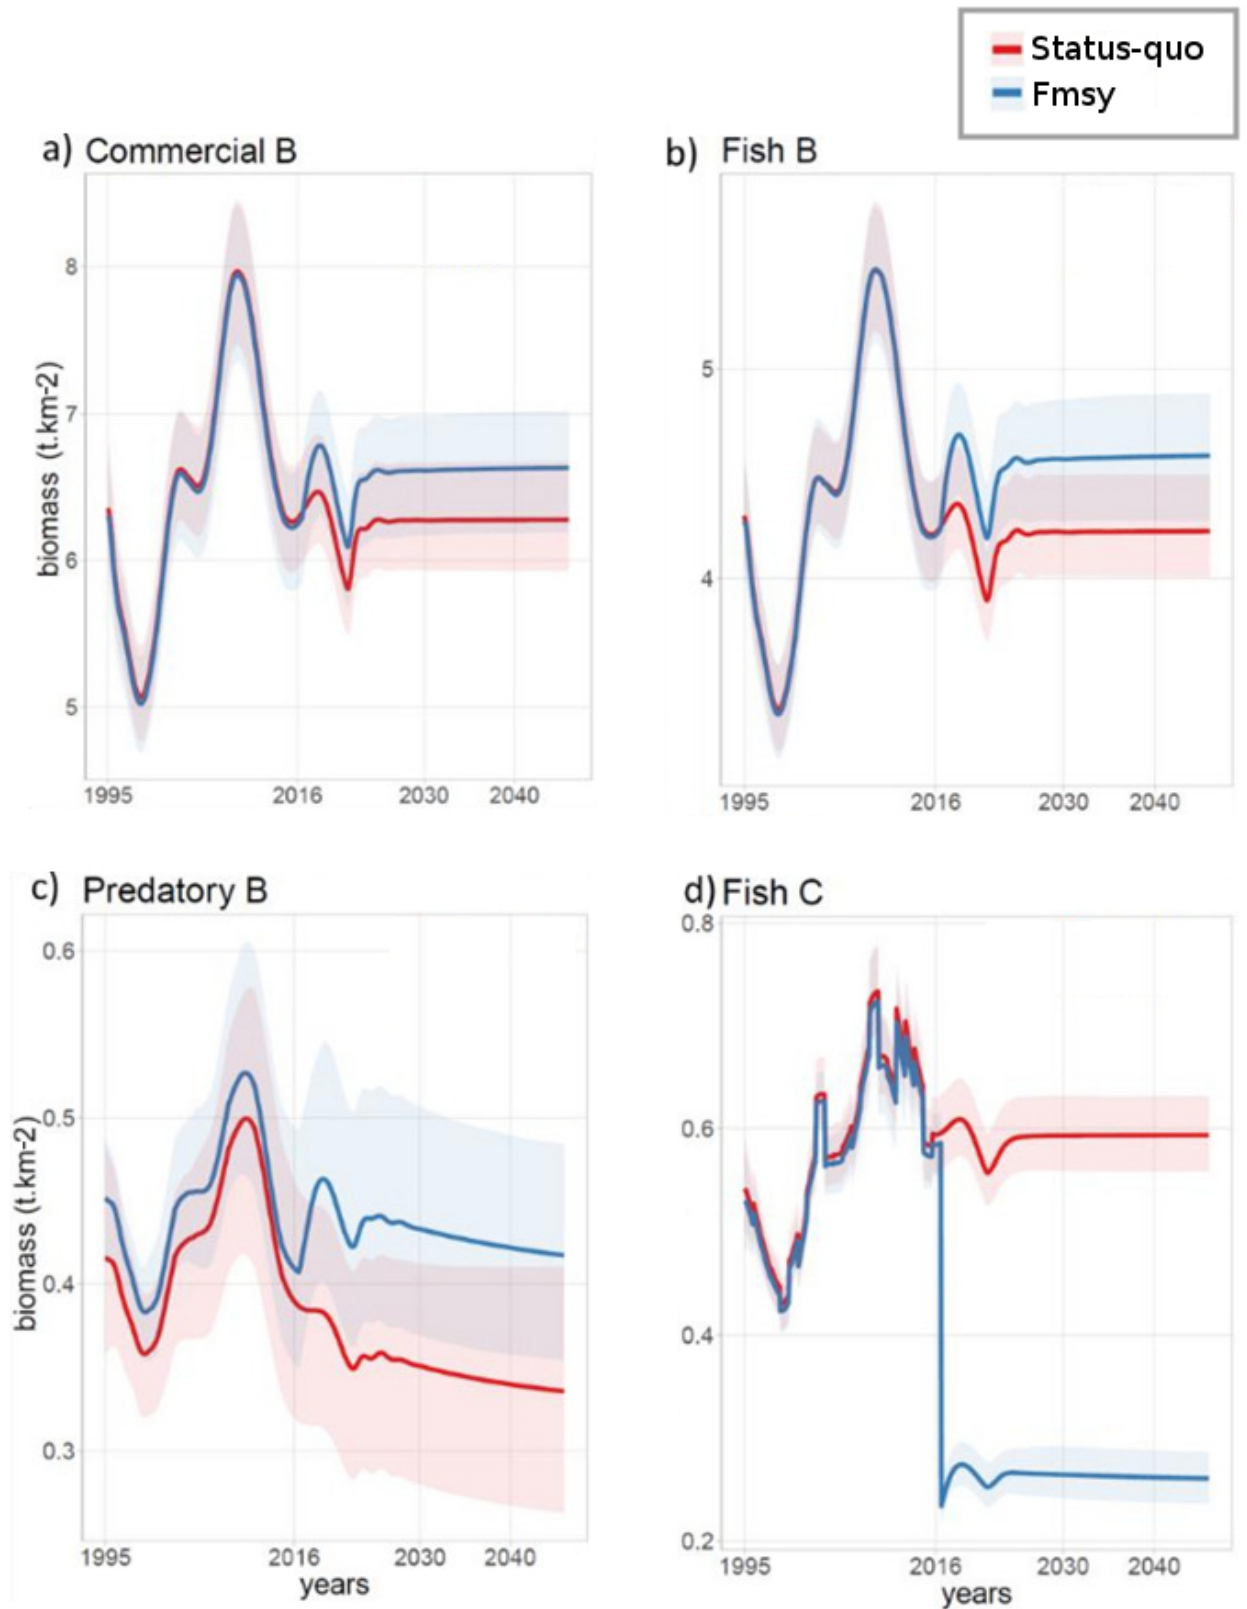 Status-quo
Fmsy
a) Commercial B
b) Fish B
biomass (t.km-2)
8
7
6
5
1995 2016 2030 2040
5
4
1995 2016 2030 2040
c) Predatory B
d) Fish C
biomass (t.km-2)
0.6
0.5
0.4
0.3
1995 2016 2030 2040
years
0.8
0.6
0.4
0.2
1995 2016 2030 2040
years